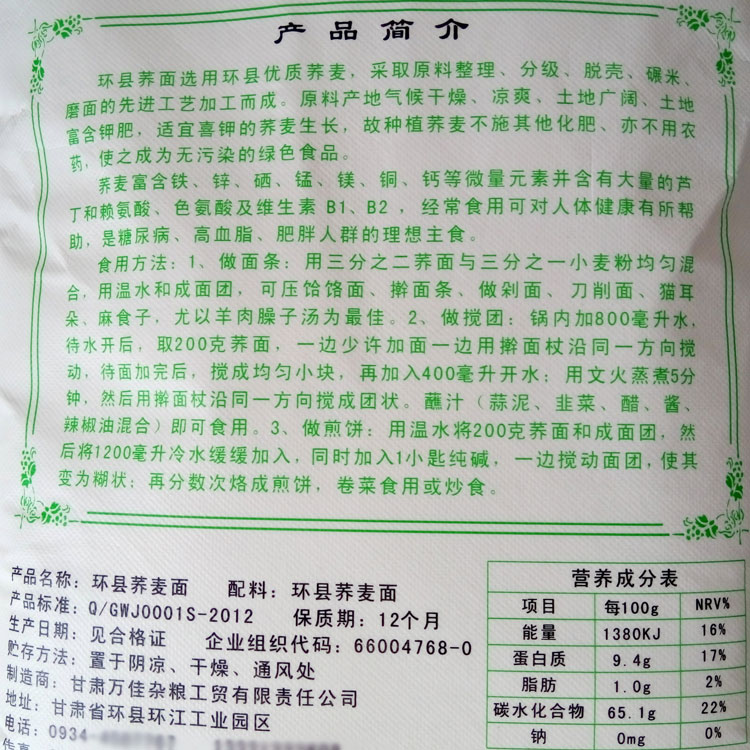 产品简介
环县荞面选用环县优质荞麦，采取原料整理、分级、脱壳、碾米、
磨面的先进工艺加工而成。原料产地气候干燥、凉爽、土地广阔、土地
富含钾肥，适宜喜钾的荞麦生长，故种植荞麦不施其他化肥、亦不用农
药，使之成为无污染的绿色食品。
荞麦富含铁、锌、硒、锰、镁、铜、钙等微量元素并含有大量的芦
丁和赖氨酸、色氨酸及维生素 B1、B2，经常食用可对人体健康有所帮
助，是糖尿病、高血脂、肥胖人群的理想主食。
食用方法：1、做面条：用三分之二荞面与三分之一小麦粉均匀混
合，用温水和成面团，可压饸饹面、擀面条、做剁面、刀削面、猫耳
朵、麻食子，尤以羊肉臊子汤为最佳。2、做搅团：锅内加800毫升水，
待水开后，取200克荞面，一边少许加面一边用擀面杖沿同一方向搅
动，待面加完后，搅成均匀小块，再加入400毫升开水；用文火蒸煮5分
钟，然后用擀面杖沿同一方向搅成团状。蘸汁（蒜泥、韭菜、醋、酱、
辣椒油混合）即可食用。3、做煎饼：用温水将200克荞面和成面团，然
后将1200毫升冷水缓缓加入，同时加入1小匙纯碱，一边搅动面团，使其
变为糊状；再分数次烙成煎饼，卷菜食用或炒食。
产品名称：环县荞麦面 配料：环县荞麦面
产品标准：Q/GWJ0001S-2012 保质期：12个月
生产日期：见合格证 企业组织代码：66004768-0
贮存方法：置于阴凉、干燥、通风处
制造商：甘肃万佳杂粮工贸有限责任公司
地址：甘肃省环县环江工业园区
电话：0934-
传真
营养成分表
项目 每100g NRV%
能量 1380KJ 16%
蛋白质 9.4g 17%
脂肪 1.0g 2%
碳水化合物 65.1g 22%
钠 0mg 0%